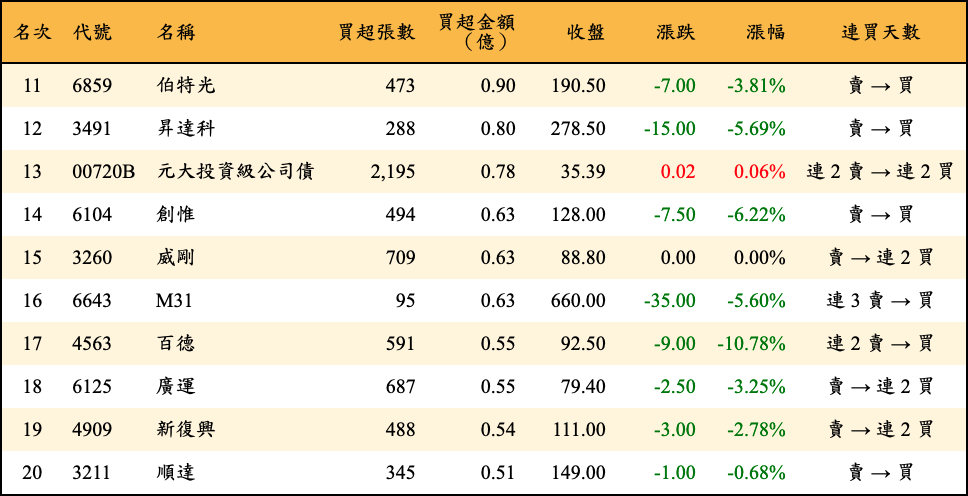 名次 代號 名稱 買超張數 買超金額（億） 收盤 漲跌 漲幅 連買天數
11 6859 伯特光 473 0.90 190.50 -7.00 -3.81% 賣 → 買
12 3491 昇達科 288 0.80 278.50 -15.00 -5.69% 賣 → 買
13 00720B 元大投資級公司債 2,195 0.78 35.39 0.02 0.06% 連 2 賣 → 連 2 買
14 6104 創惟 494 0.63 128.00 -7.50 -6.22% 賣 → 買
15 3260 威剛 709 0.63 88.80 0.00 0.00% 賣 → 連 2 買
16 6643 M31 95 0.63 660.00 -35.00 -5.60% 連 3 賣 → 買
17 4563 百德 591 0.55 92.50 -9.00 -10.78% 連 2 賣 → 買
18 6125 廣運 687 0.55 79.40 -2.50 -3.25% 賣 → 連 2 買
19 4909 新復興 488 0.54 111.00 -3.00 -2.78% 賣 → 連 2 買
20 3211 順達 345 0.51 149.00 -1.00 -0.68% 賣 → 買